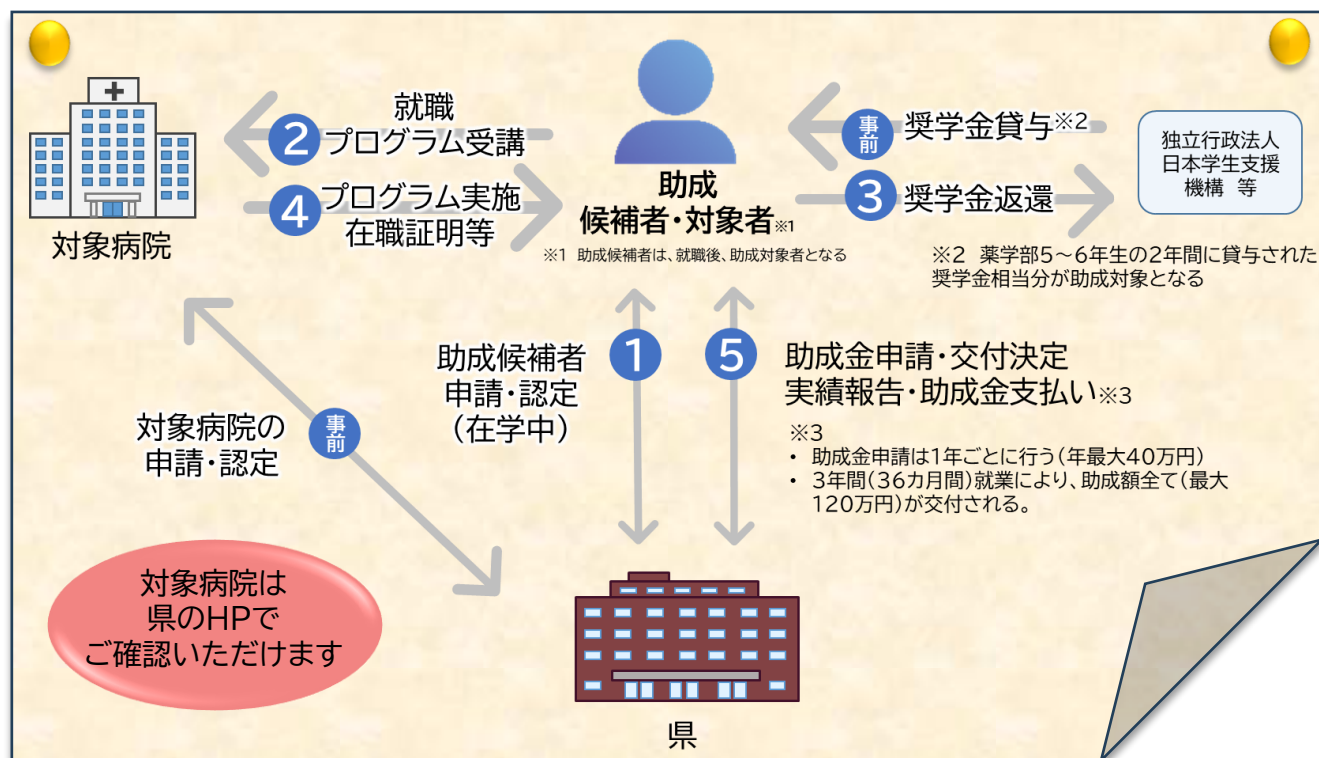 対象病院
就職
❷プログラム受講
❹プログラム実施
在職証明等
助成
候補者・対象者※1
※1 助成候補者は、就職後、助成対象者となる
事前 奨学金貸与※2
❸ 奨学金返還
独立行政法人
日本学生支援
機構 等
※2 薬学部5～6年生の2年間に貸与された
奨学金相当分が助成対象となる
対象病院の
申請・認定
事前
助成候補者
申請・認定
（在学中）
❶
❺
助成金申請・交付決定
実績報告・助成金支払い※3
※3
• 助成金申請は1年ごとに行う（年最大40万円）
• 3年間（36カ月間）就業により、助成額全て（最大
120万円）が交付される。
対象病院は
県のHPで
ご確認いただけます
県